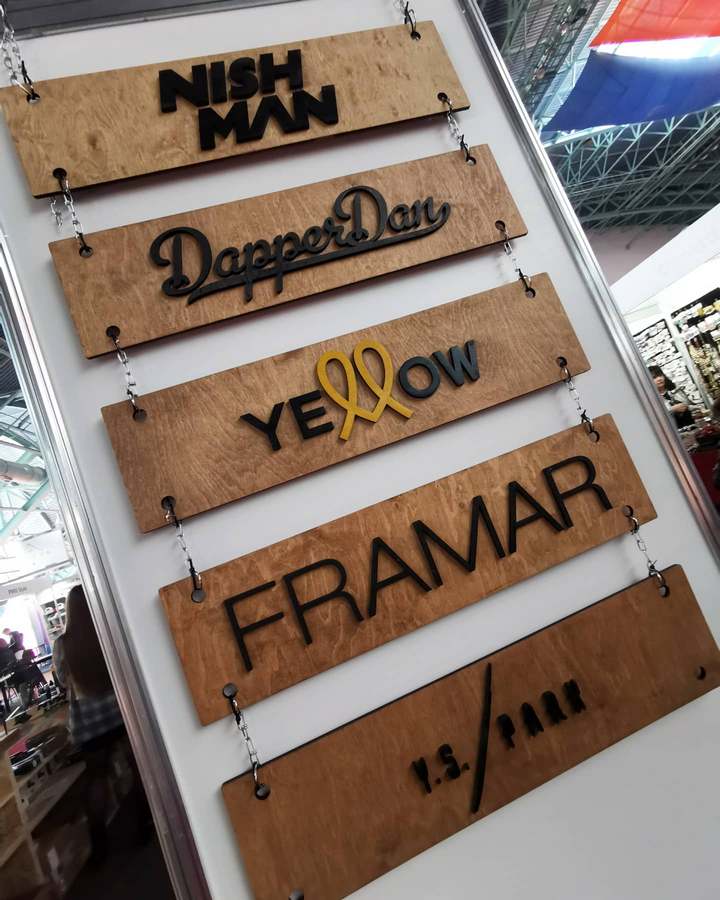 NISH
MAN
DapperDan
YELLOW
FRAMAR
Y.S./PARK